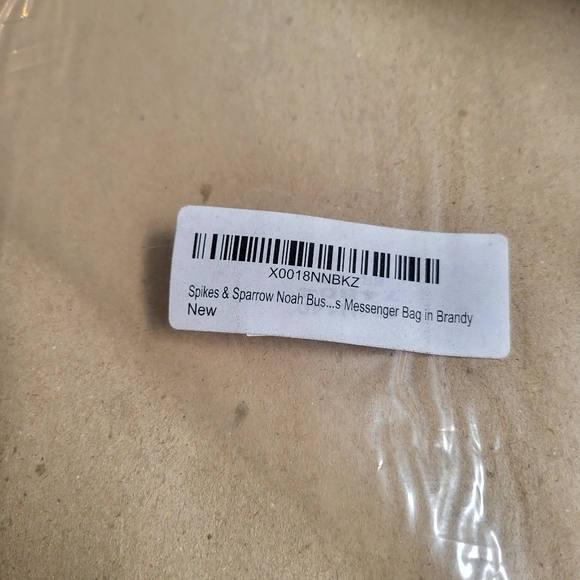 X0018NNBKZ
Spikes & Sparrow Noah Bus...s Messenger Bag in Brandy
New